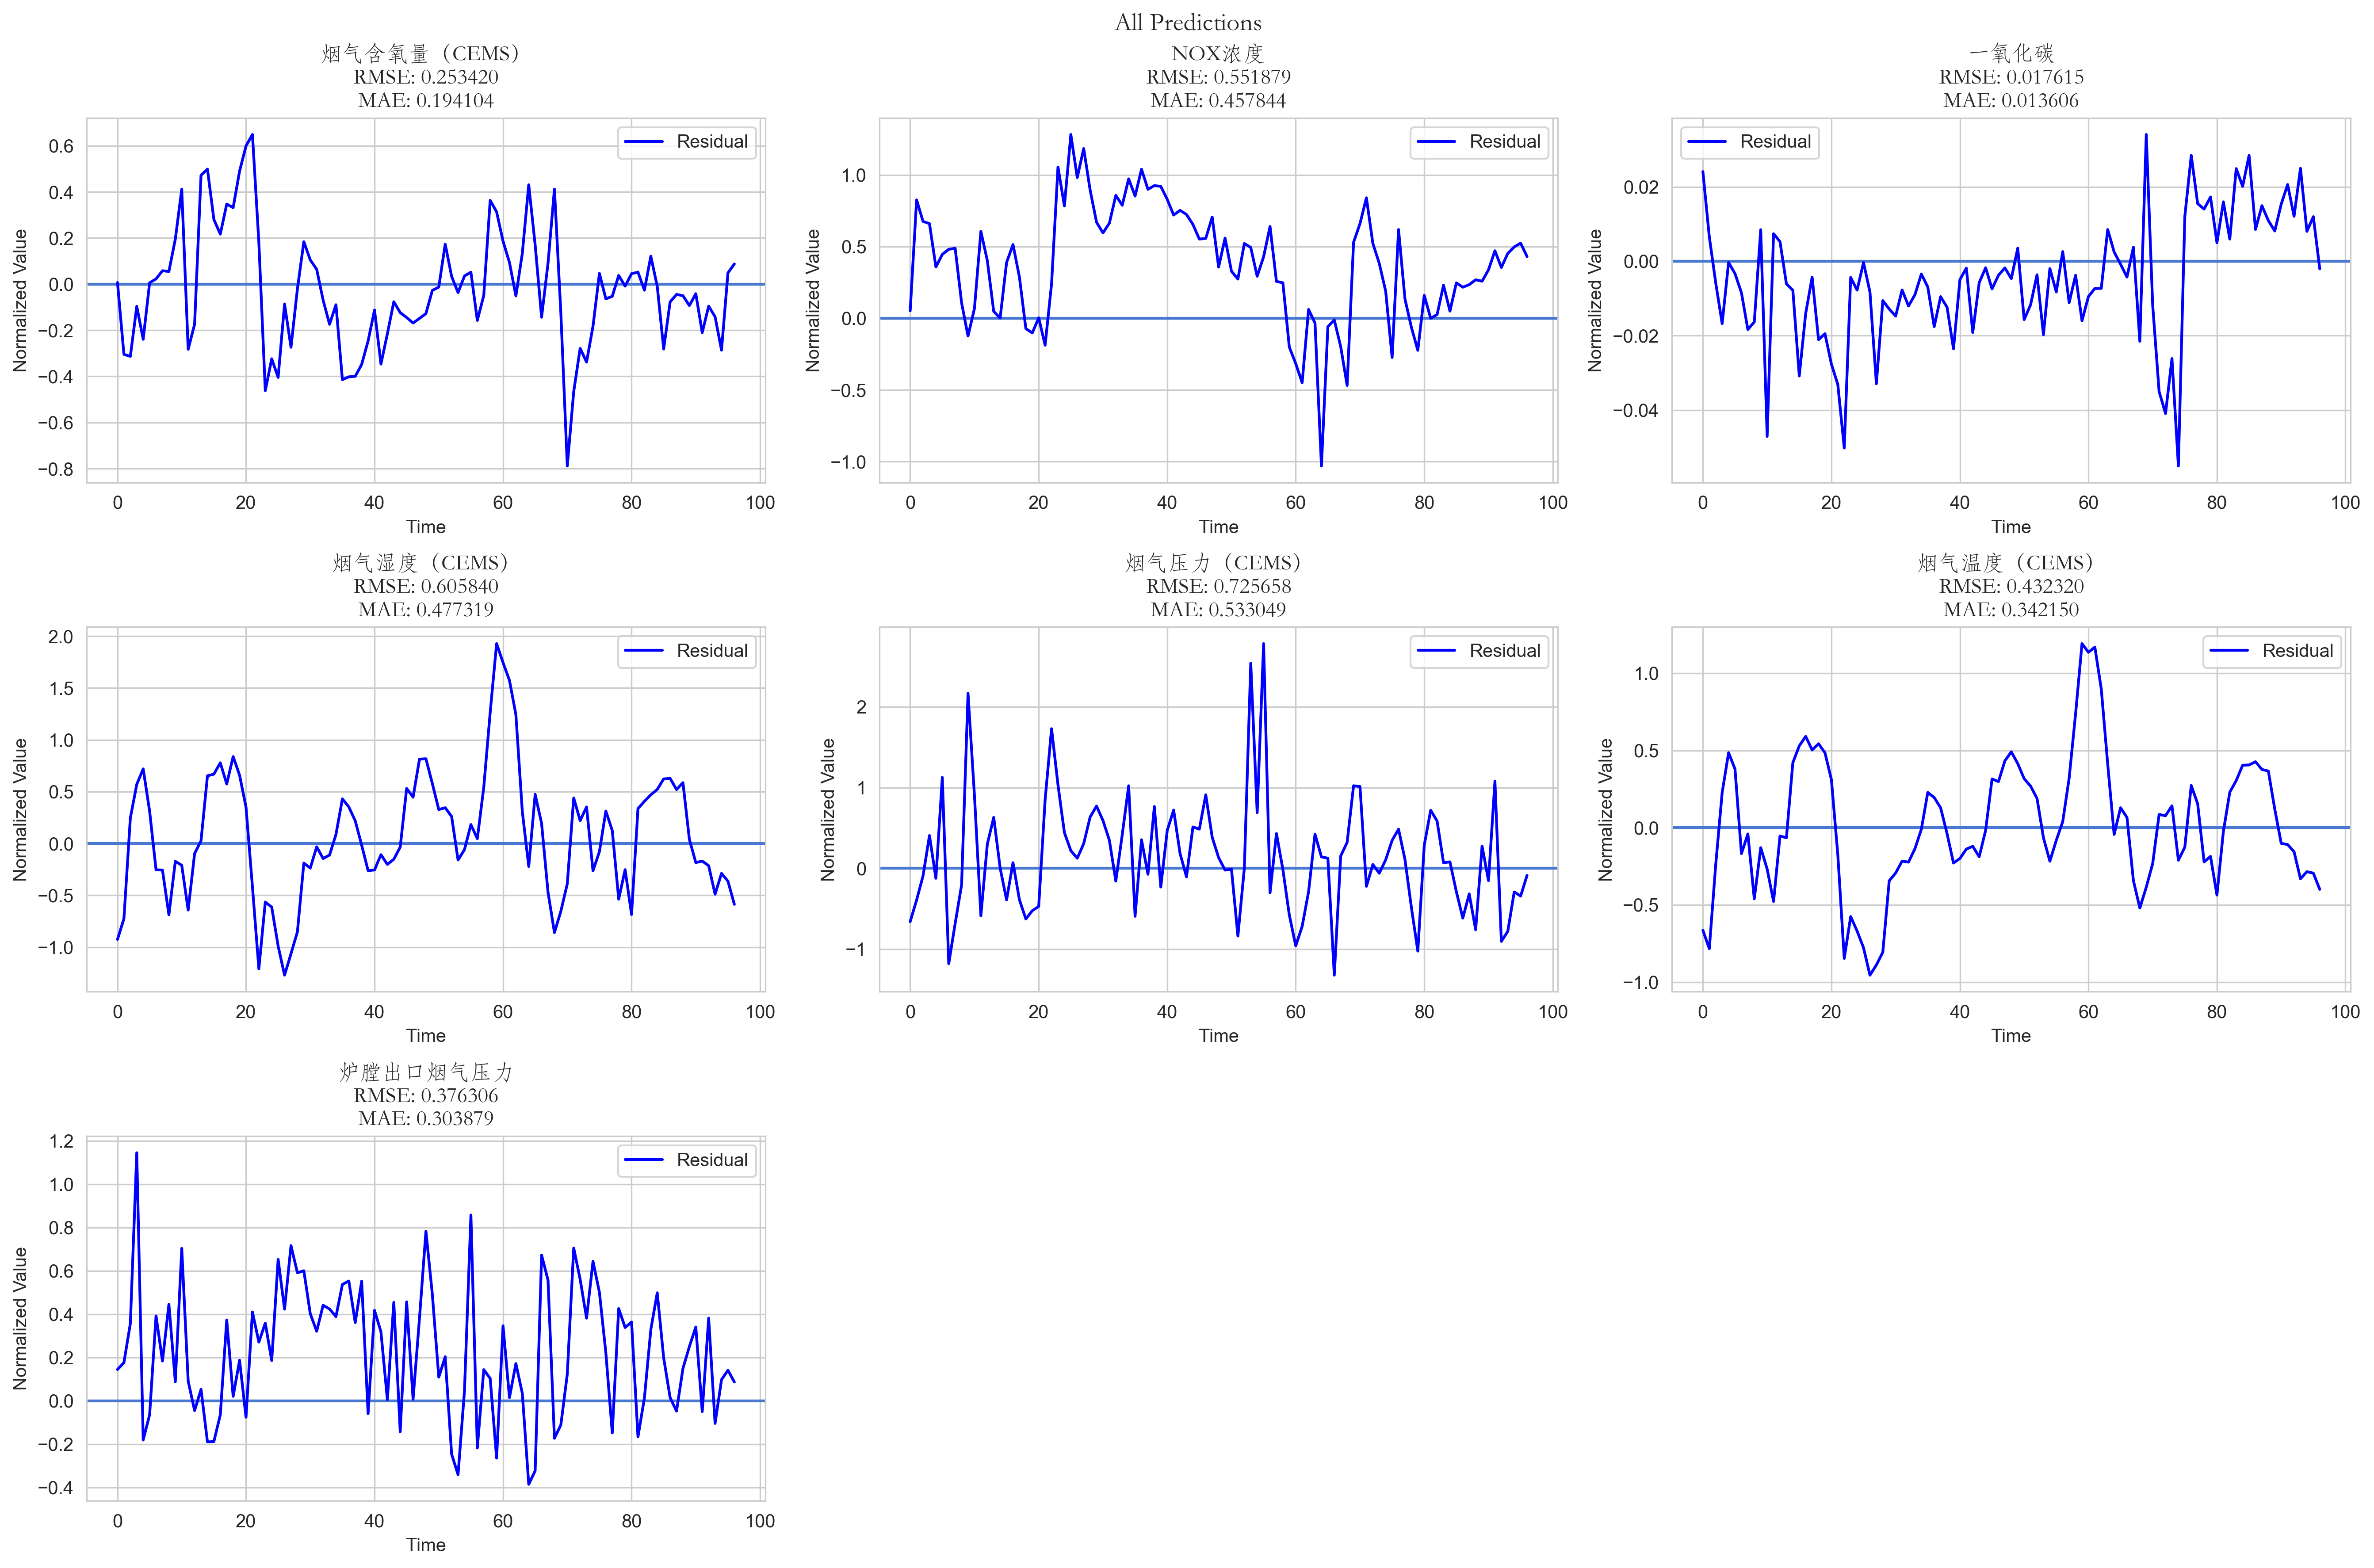 All Predictions
烟气含氧量（CEMS）
RMSE: 0.253420
MAE: 0.194104
Residual
Normalized Value
0.6
0.4
0.2
0.0
−0.2
−0.4
−0.6
−0.8
0 20 40 60 80 100
Time
NOX浓度
RMSE: 0.551879
MAE: 0.457844
Residual
Normalized Value
1.0
0.5
0.0
−0.5
−1.0
0 20 40 60 80 100
Time
一氧化碳
RMSE: 0.017615
MAE: 0.013606
Residual
Normalized Value
0.02
0.00
−0.02
−0.04
0 20 40 60 80 100
Time
烟气湿度（CEMS）
RMSE: 0.605840
MAE: 0.477319
Residual
Normalized Value
2.0
1.5
1.0
0.5
0.0
−0.5
−1.0
0 20 40 60 80 100
Time
烟气压力（CEMS）
RMSE: 0.725658
MAE: 0.533049
Residual
Normalized Value
2
1
0
−1
0 20 40 60 80 100
Time
烟气温度（CEMS）
RMSE: 0.432320
MAE: 0.342150
Residual
Normalized Value
1.0
0.5
0.0
−0.5
−1.0
0 20 40 60 80 100
Time
炉膛出口烟气压力
RMSE: 0.376306
MAE: 0.303879
Residual
Normalized Value
1.2
1.0
0.8
0.6
0.4
0.2
0.0
−0.2
−0.4
0 20 40 60 80 100
Time